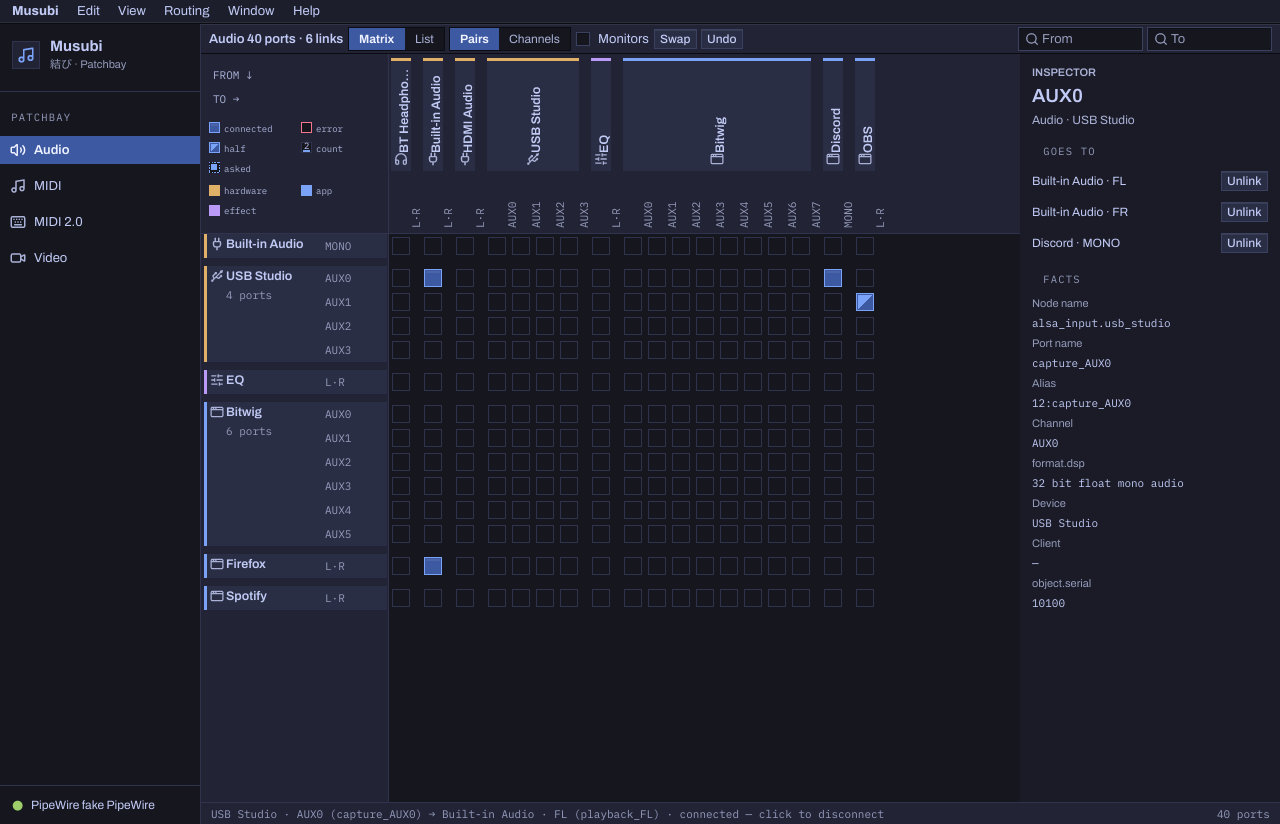 Musubi Edit View Routing Window Help
Musubi
結び · Patchbay
PATCHBAY
Audio
MIDI
MIDI 2.0
Video
PipeWire fake PipeWire
Audio 40 ports · 6 links Matrix List Pairs Channels Monitors Swap Undo From To
FROM ↓
TO →
connected error
half 2 count
asked
hardware app
effect
BT Headpho... Built-in Audio HDMI Audio USB Studio EQ Bitwig Discord OBS
L·R L·R L·R AUX0 AUX1 AUX2 AUX3 L·R AUX0 AUX1 AUX2 AUX3 AUX4 AUX5 AUX6 AUX7 MONO L·R
Built-in Audio MONO
USB Studio AUX0
4 ports
AUX1
AUX2
AUX3
EQ L·R
Bitwig AUX0
6 ports
AUX1
AUX2
AUX3
AUX4
AUX5
Firefox L·R
Spotify L·R
INSPECTOR
AUX0
Audio · USB Studio
GOES TO
Built-in Audio · FL Unlink
Built-in Audio · FR Unlink
Discord · MONO Unlink
FACTS
Node name
alsa_input.usb_studio
Port name
capture_AUX0
Alias
12:capture_AUX0
Channel
AUX0
format.dsp
32 bit float mono audio
Device
USB Studio
Client
—
object.serial
10100
USB Studio · AUX0 (capture_AUX0) → Built-in Audio · FL (playback_FL) · connected — click to disconnect 40 ports